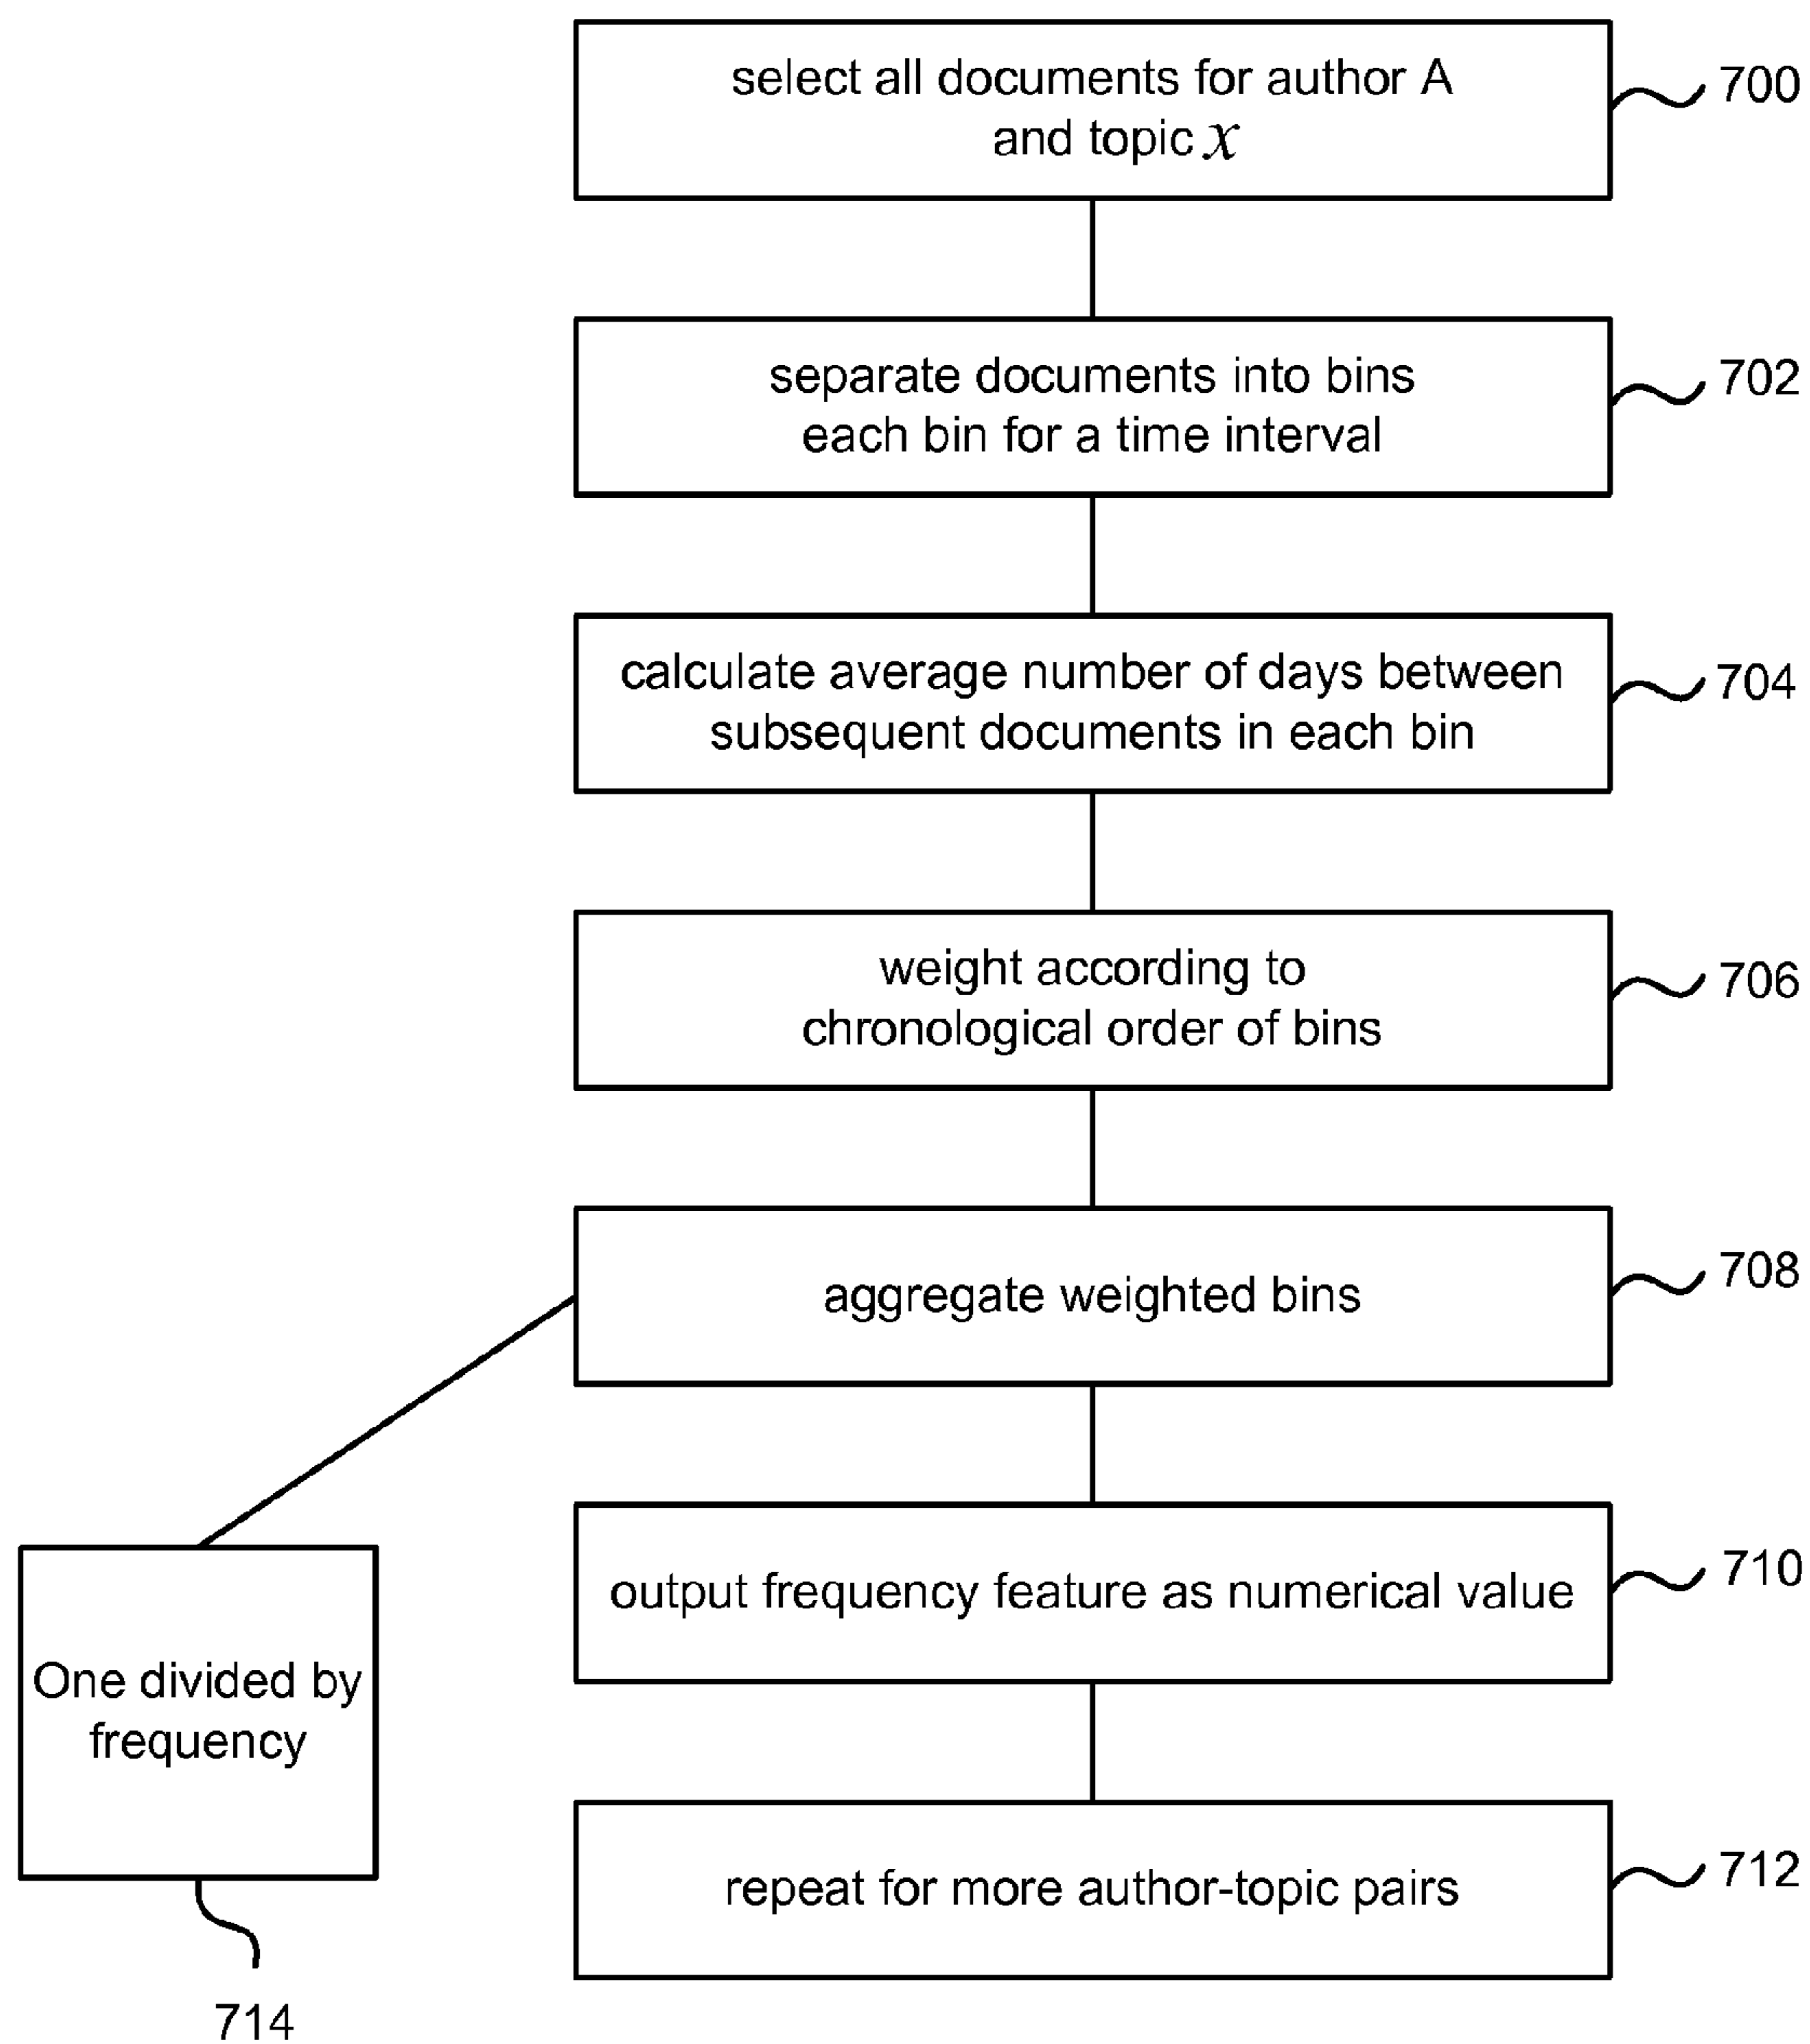 select all documents for author A
and topic x
700
separate documents into bins
each bin for a time interval
702
calculate average number of days between
subsequent documents in each bin
704
weight according to
chronological order of bins
706
aggregate weighted bins
708
output frequency feature as numerical value
710
One divided by
frequency
714
repeat for more author-topic pairs
712